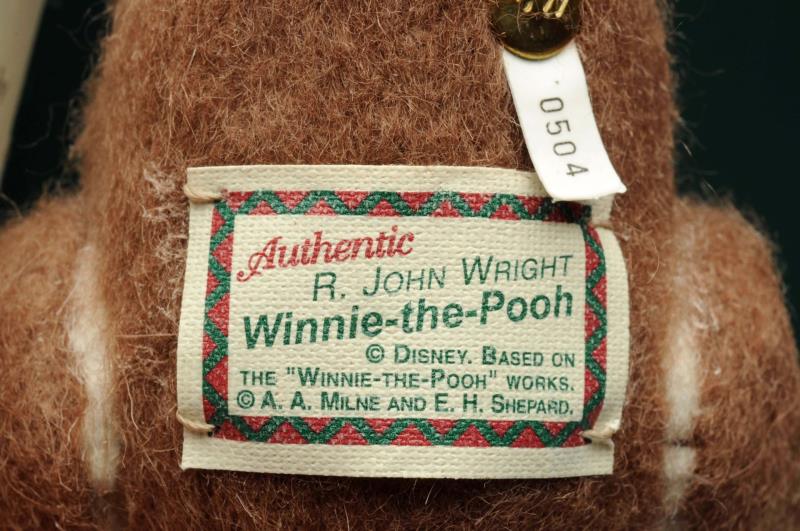 0504
Authentic
R. JOHN WRIGHT
Winnie-the-Pooh
© DISNEY. BASED ON
THE "WINNIE-THE-POOH" WORKS.
© A. A. MILNE AND E. H. SHEPARD.